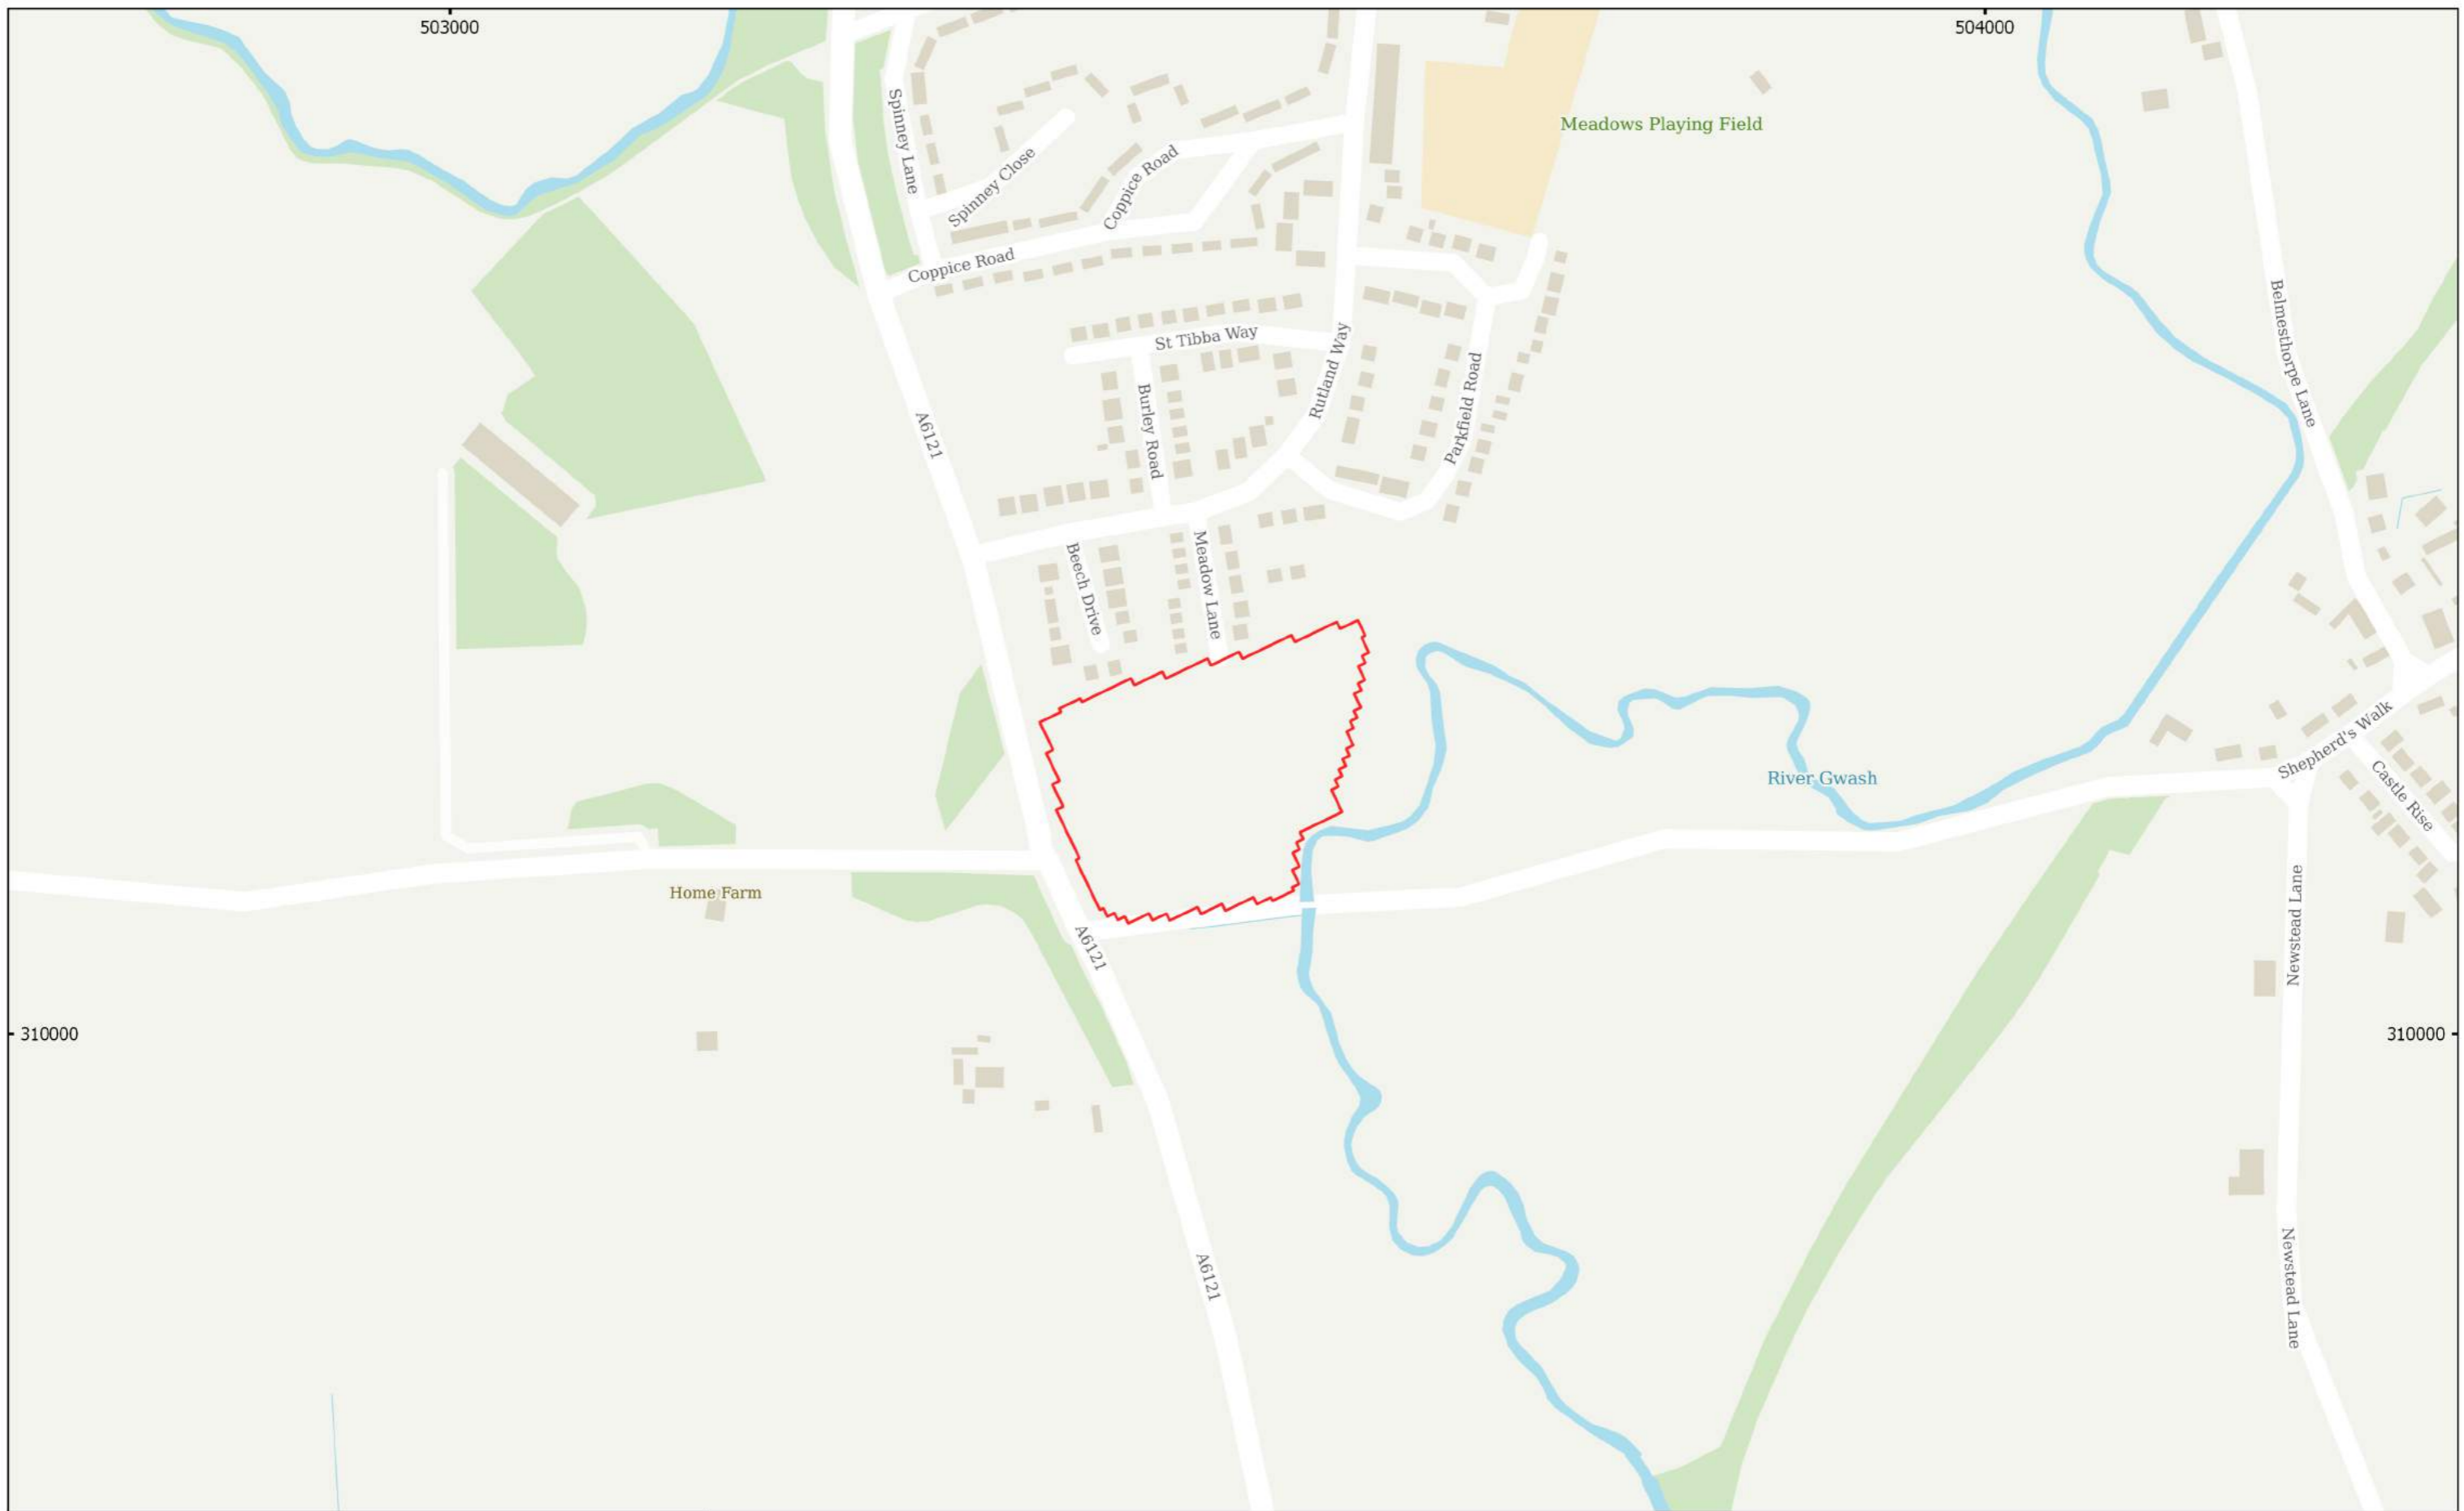 503000
504000
Meadows Playing Field
Spinney Lane
Spinney Close
Coppice Road
Coppice Road
St Tibba Way
Rutland Way
Belmesthorpe Lane
A6121
Burley Road
Parkfield Road
Beech Drive
Meadow Lane
Shepherd's Walk
River Gwash
Castle Rise
Home Farm
A6121
Newstead Lane
310000
310000
A6121
Newstead Lane